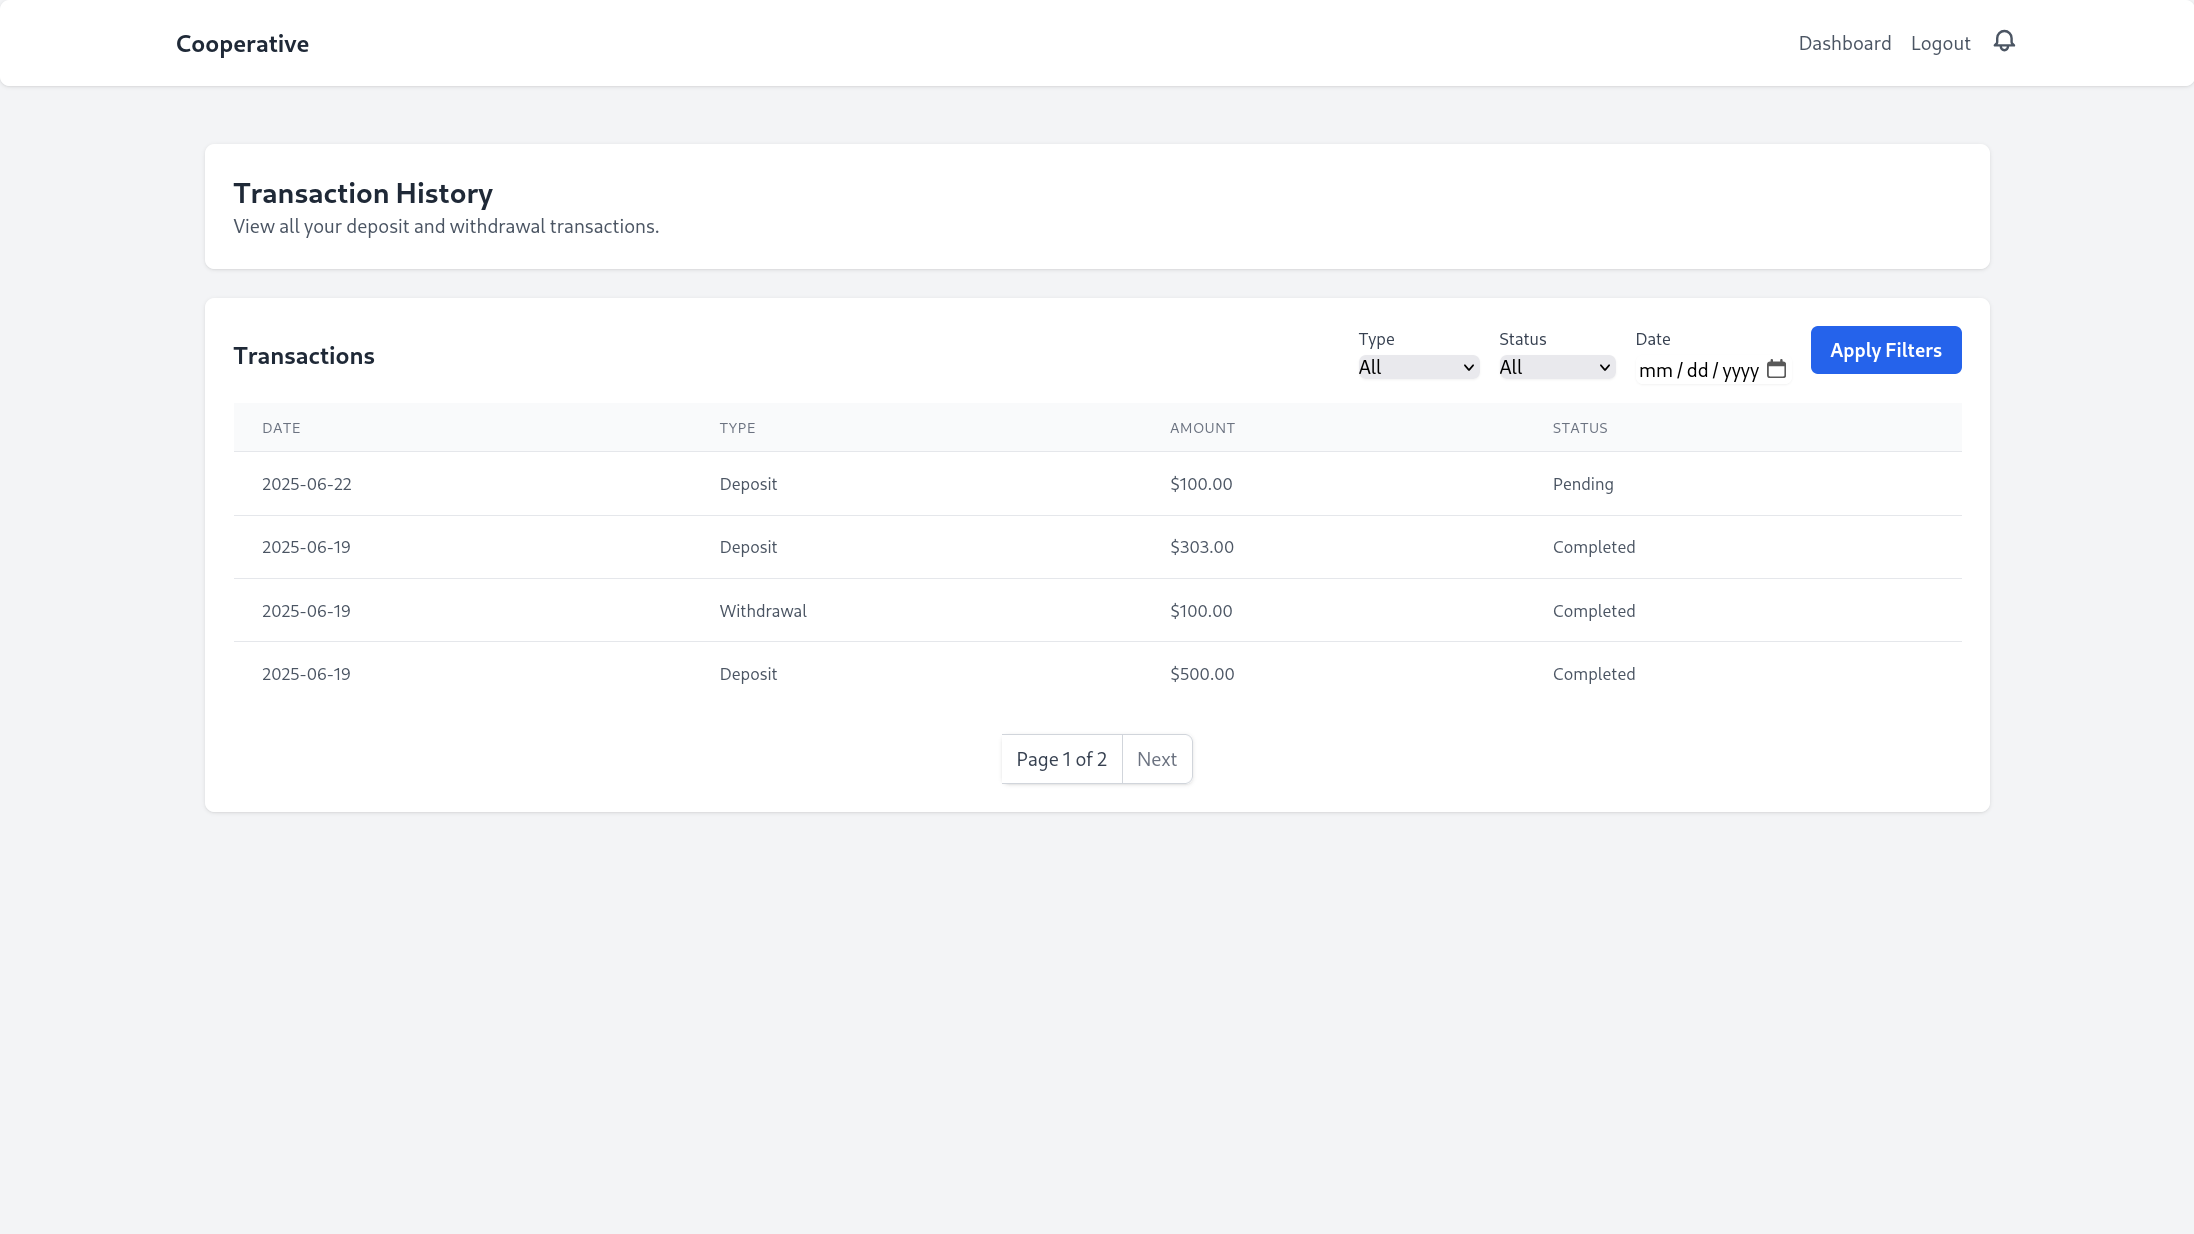 Cooperative
Dashboard Logout
Transaction History
View all your deposit and withdrawal transactions.
Transactions
Type Status Date
All All mm / dd / yyyy
Apply Filters
DATE TYPE AMOUNT STATUS
2025-06-22 Deposit $100.00 Pending
2025-06-19 Deposit $303.00 Completed
2025-06-19 Withdrawal $100.00 Completed
2025-06-19 Deposit $500.00 Completed
Page 1 of 2 Next